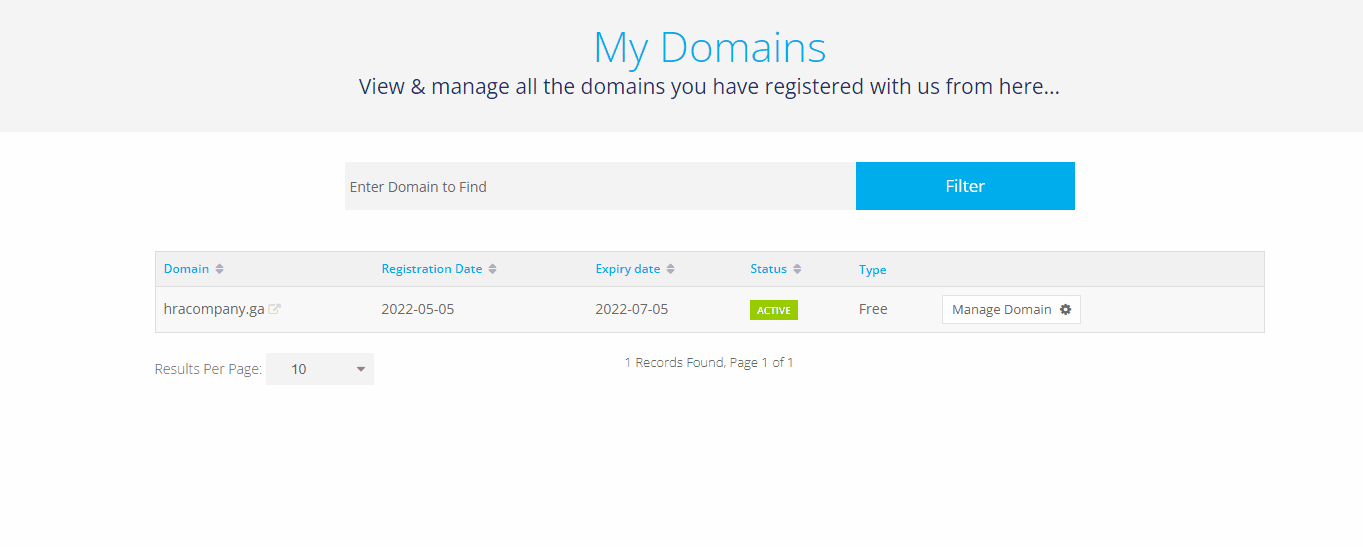 My Domains
View & manage all the domains you have registered with us from here...
Enter Domain to Find
Filter
Domain Registration Date Expiry date Status Type
hracompany.ga 2022-05-05 2022-07-05 ACTIVE Free Manage Domain
Results Per Page: 10
1 Records Found, Page 1 of 1